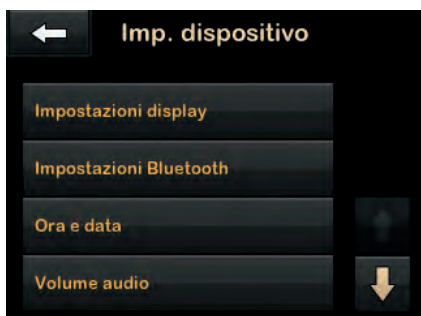 Imp. dispositivo
Impostazioni display
Impostazioni Bluetooth
Ora e data
Volume audio